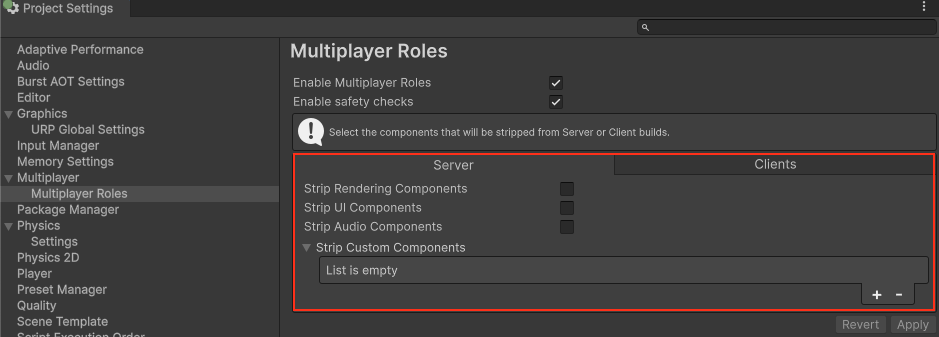 Project Settings
Adaptive Performance
Audio
Burst AOT Settings
Editor
Graphics
URP Global Settings
Input Manager
Memory Settings
Multiplayer
Multiplayer Roles
Package Manager
Physics
Settings
Physics 2D
Player
Preset Manager
Quality
Scene Template
Script Execution Order
Multiplayer Roles
Enable Multiplayer Roles
Enable safety checks
Select the components that will be stripped from Server or Client builds.
Server Clients
Strip Rendering Components
Strip UI Components
Strip Audio Components
Strip Custom Components
List is empty
+ -
Revert Apply